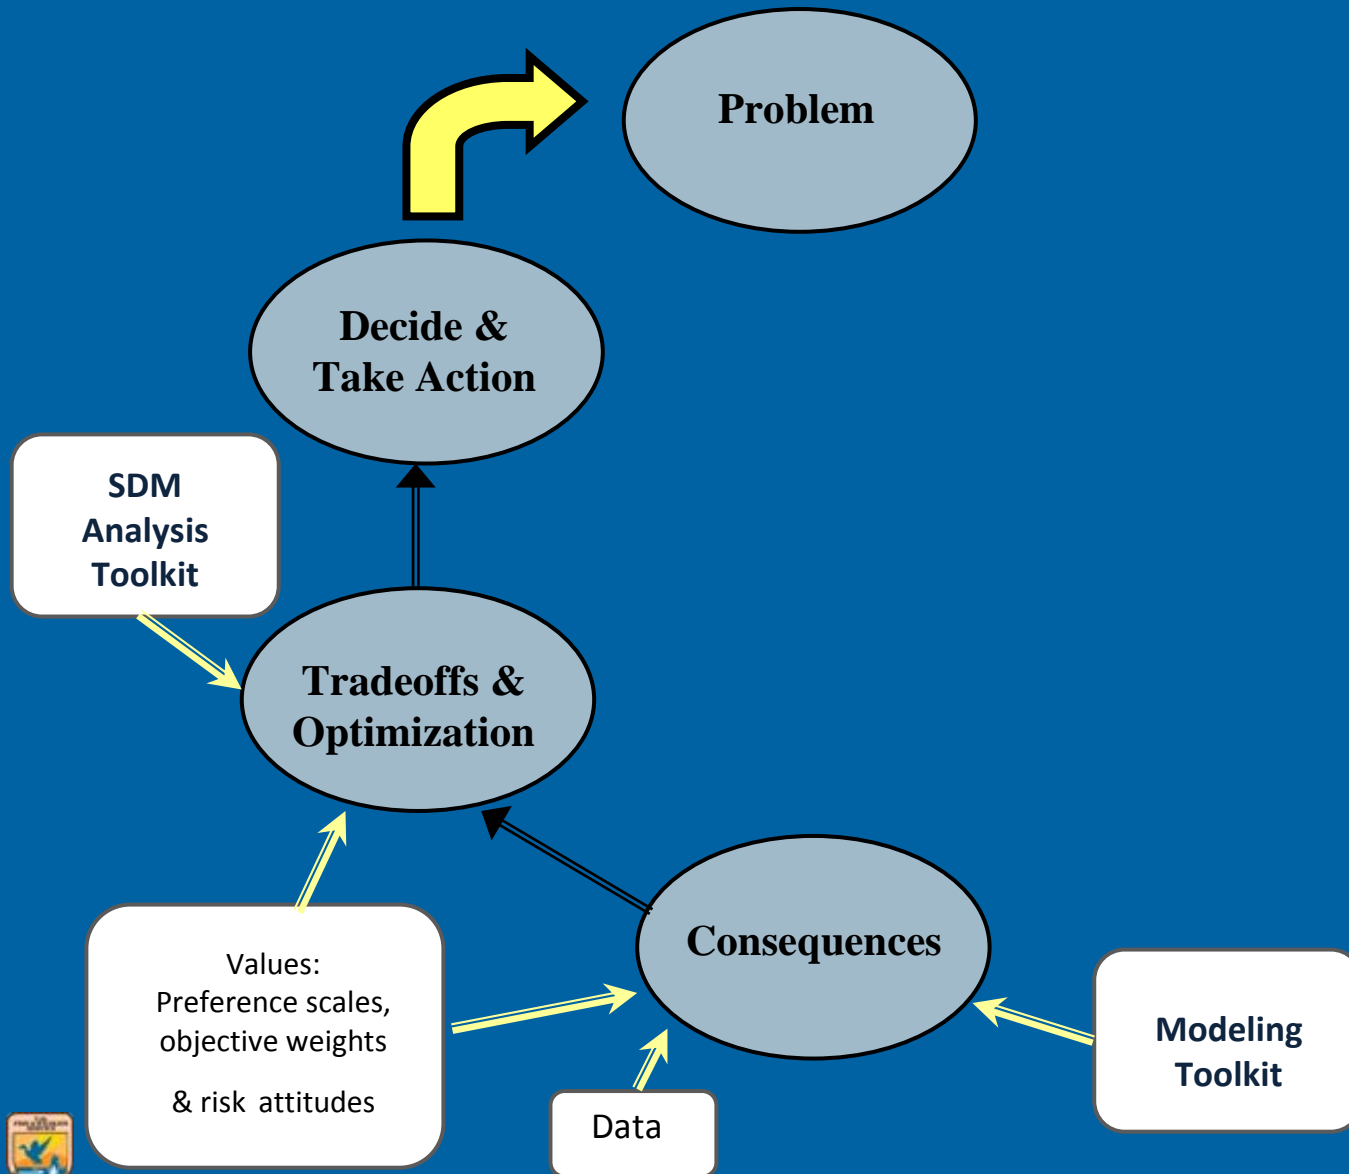 Problem
Decide &
Take Action
SDM
Analysis
Toolkit
Tradeoffs &
Optimization
Values:
Preference scales,
objective weights
& risk attitudes
Consequences
Data
Modeling
Toolkit